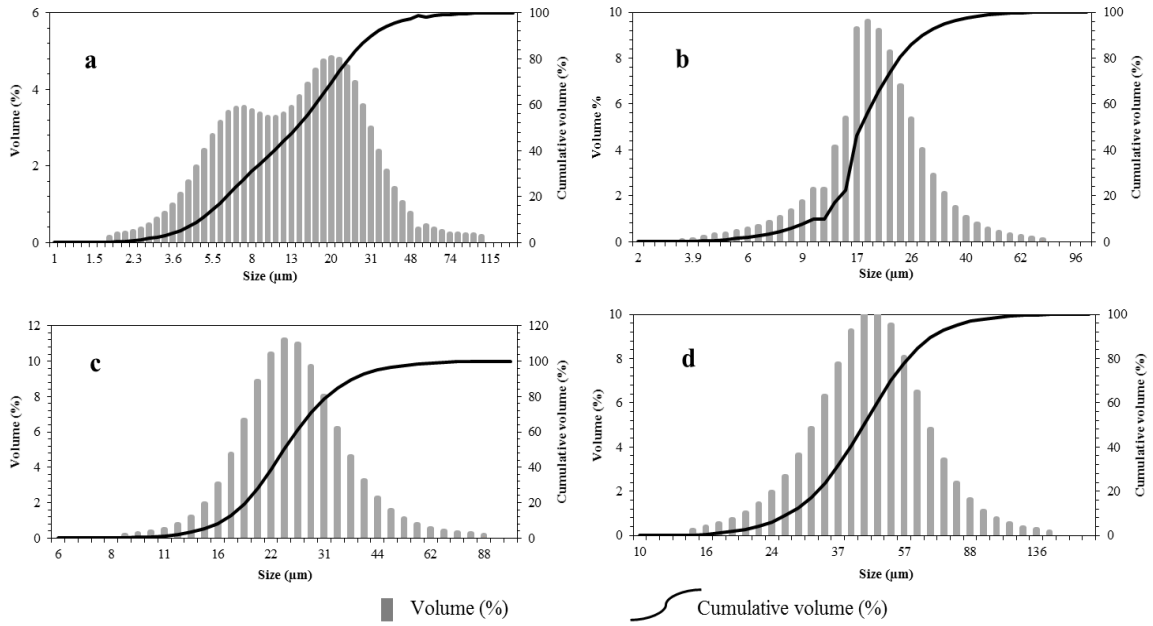 a
Volume (%)
6
4
2
0
100
80
60
40
20
0
Cumulative volume (%)
1 1.5 2.3 3.6 5.5 8 13 20 31 48 74 115
Size (µm)
b
Volume %
10
8
6
4
2
0
100
80
60
40
20
0
Cumulative volume (%)
2 3.9 6 9 17 26 40 62 96
Size (µm)
c
Volume (%)
12
10
8
6
4
2
0
120
100
80
60
40
20
0
Cumulative volume (%)
6 8 11 16 22 31 44 62 88
Size (µm)
d
Volume (%)
10
8
6
4
2
0
100
80
60
40
20
0
Cumulative volume (%)
10 16 24 37 57 88 136
Size (µm)
Volume (%)
Cumulative volume (%)